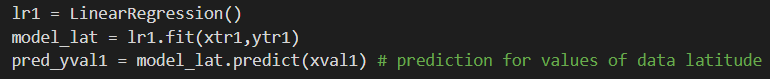 lr1 = LinearRegression()
model_lat = lr1.fit(xtr1,ytr1)
pred_yval1 = model_lat.predict(xval1) # prediction for values of data latitude